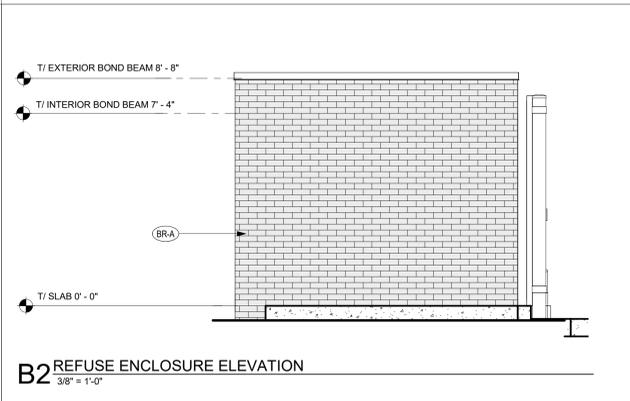 T/ EXTERIOR BOND BEAM 8' - 8"
T/ INTERIOR BOND BEAM 7' - 4"
BR-A
T/ SLAB 0' - 0"
B2 REFUSE ENCLOSURE ELEVATION
3/8" = 1'-0"